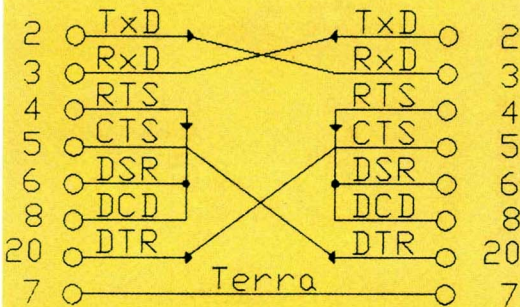 2 TxD TxD 2
3 RxD RxD 3
4 RTS RTS 4
5 CTS CTS 5
6 DSR DSR 6
8 DCD DCD 8
20 DTR DTR 20
7 Terra 7